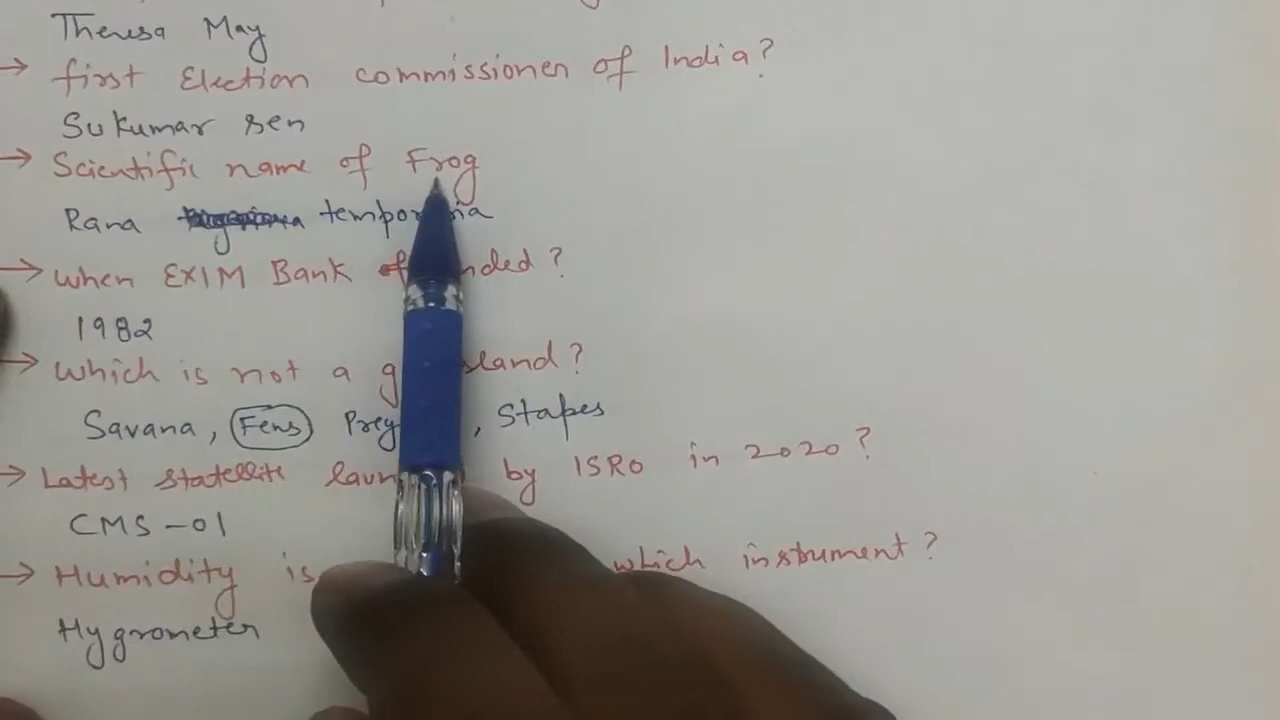 Theresa May
→ first Election commissioner of India?
Sukumar sen
→ Scientific name of Frog
Rana
→ When EXIM Bank
1982
→ Which is not a
Savana, Fens , Stapes
→ Latest statellite by ISRO in 2020?
CMS-01
→ Humidity is which instrument?
Hygrometer